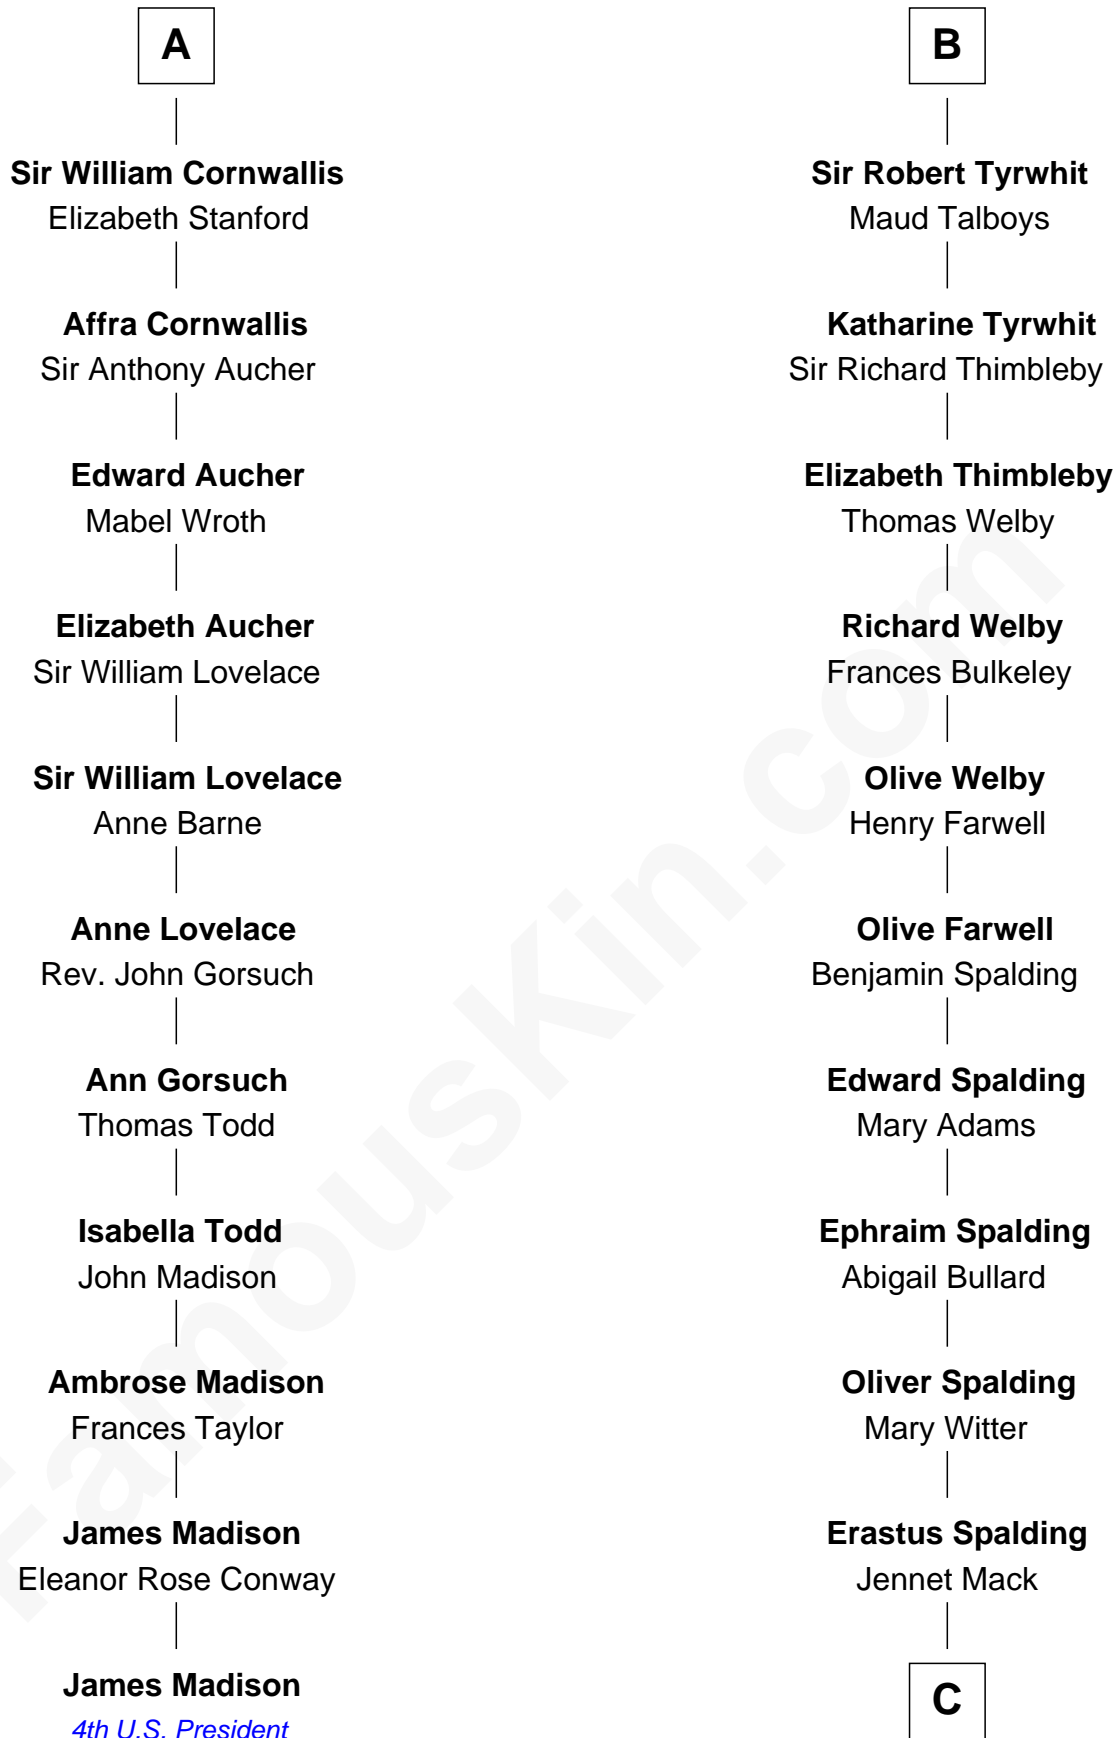 A
Sir William Cornwallis
Elizabeth Stanford
Affra Cornwallis
Sir Anthony Aucher
Edward Aucher
Mabel Wroth
Elizabeth Aucher
Sir William Lovelace
Sir William Lovelace
Anne Barne
Anne Lovelace
Rev. John Gorsuch
Ann Gorsuch
Thomas Todd
Isabella Todd
John Madison
Ambrose Madison
Frances Taylor
James Madison
Eleanor Rose Conway
James Madison
4th U.S. President
B
Sir Robert Tyrwhit
Maud Talboys
Katharine Tyrwhit
Sir Richard Thimbleby
Elizabeth Thimbleby
Thomas Welby
Richard Welby
Frances Bulkeley
Olive Welby
Henry Farwell
Olive Farwell
Benjamin Spalding
Edward Spalding
Mary Adams
Ephraim Spalding
Abigail Bullard
Oliver Spalding
Mary Witter
Erastus Spalding
Jennet Mack
C
FamousKin.com